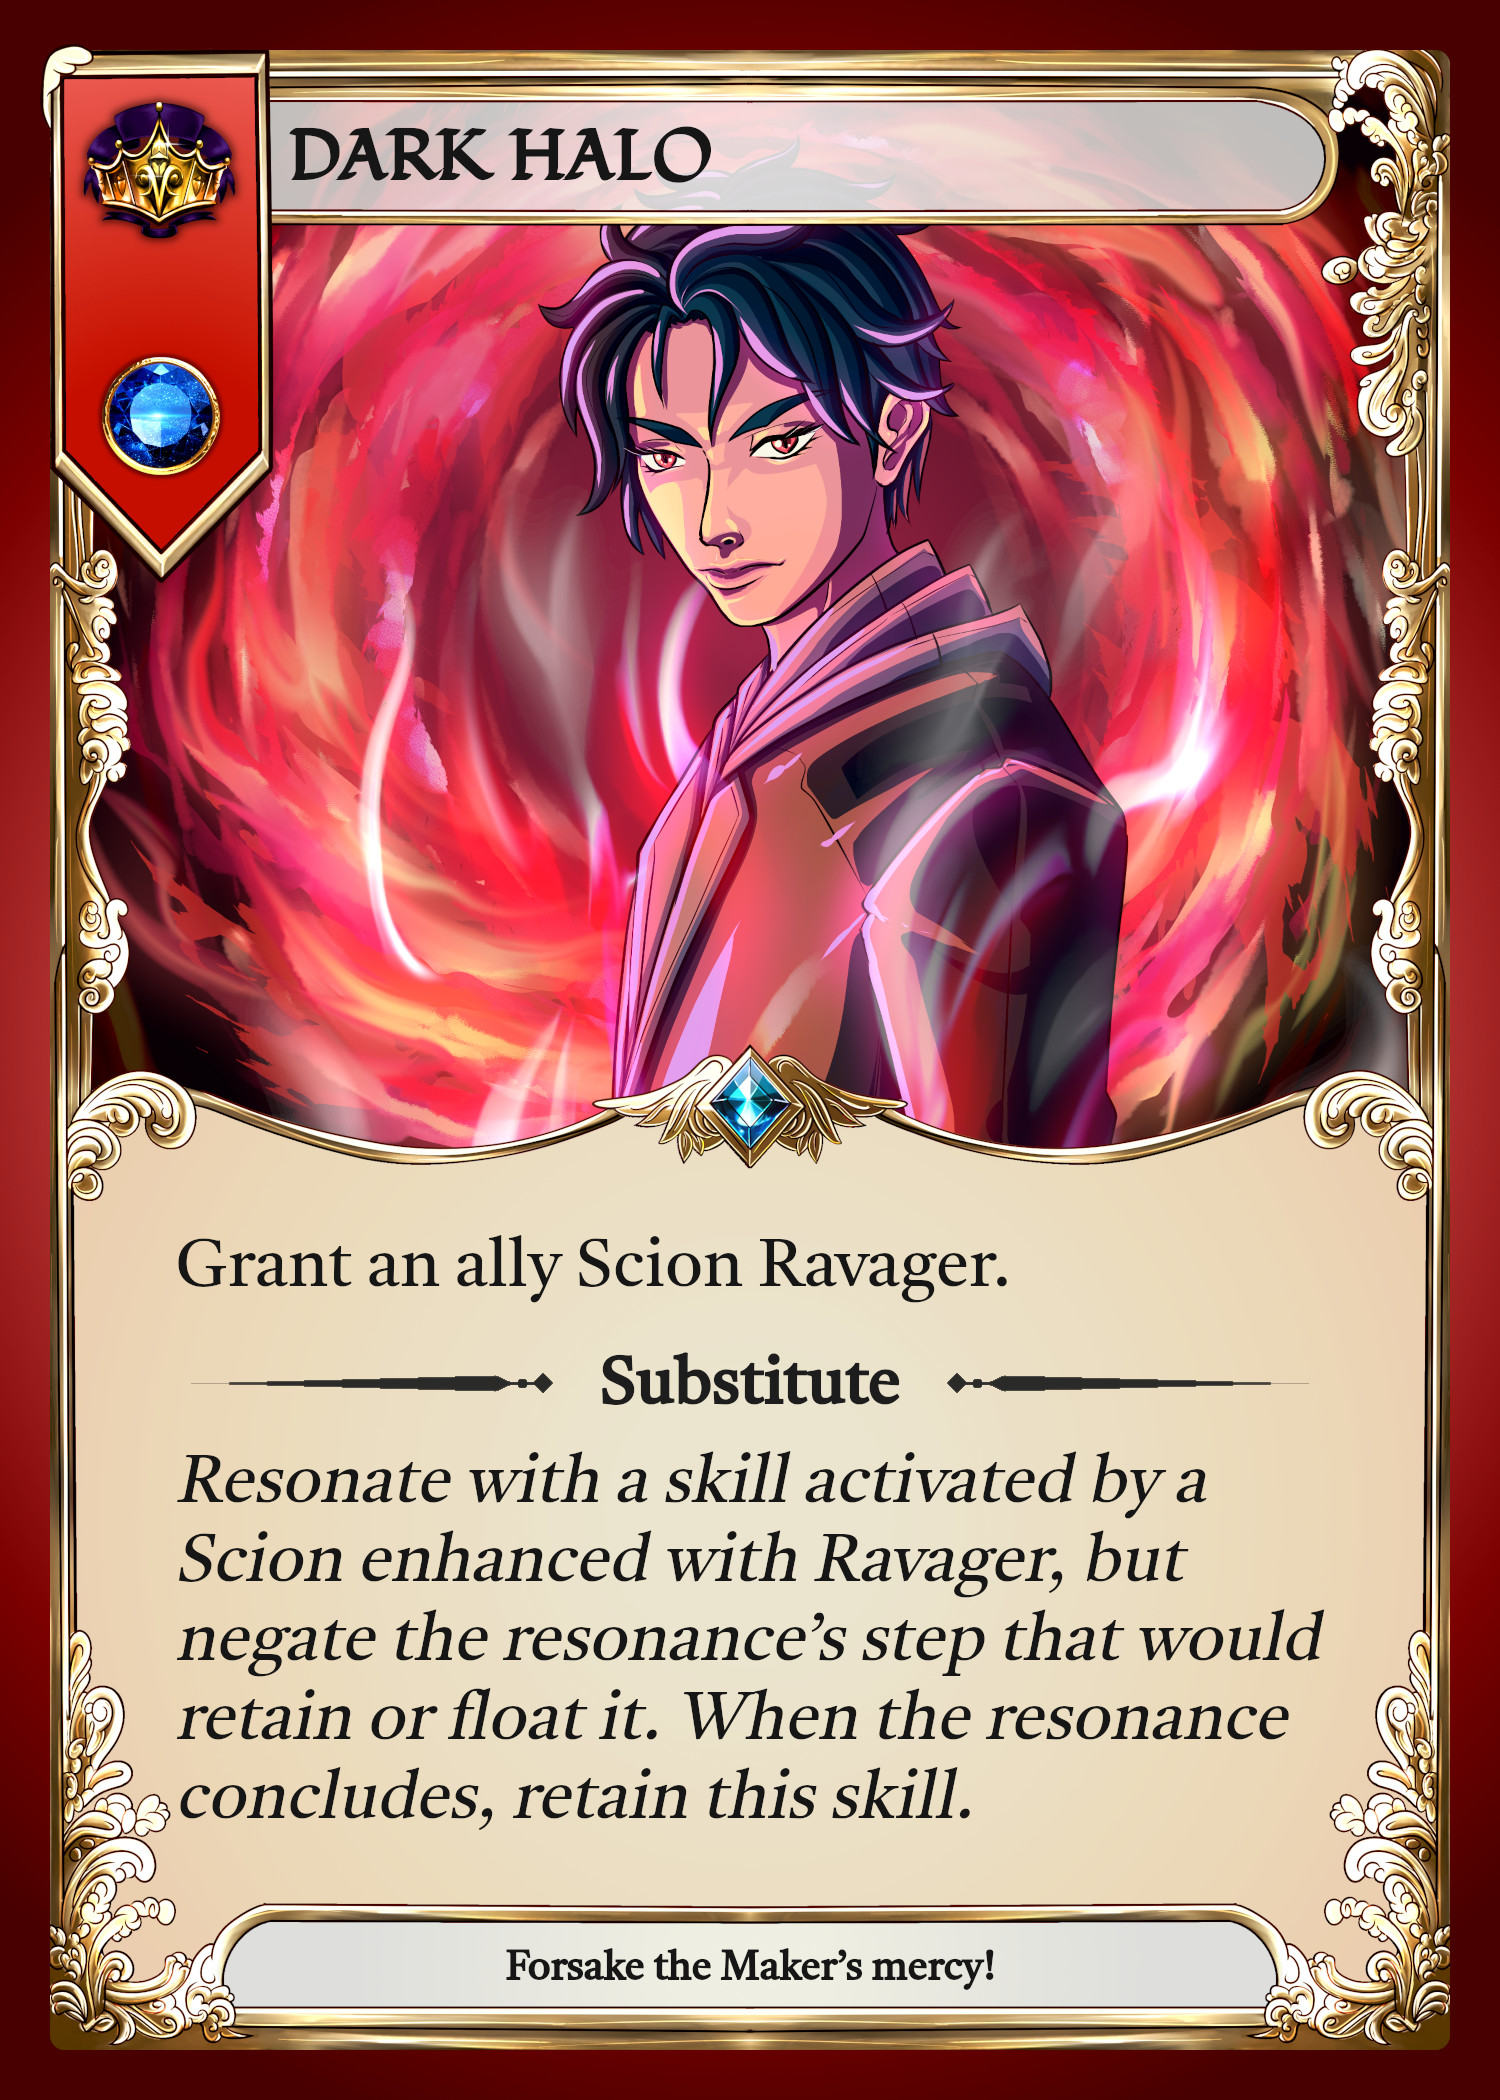 DARK HALO
Grant an ally Scion Ravager.
Substitute
Resonate with a skill activated by a
Scion enhanced with Ravager, but
negate the resonance’s step that would
retain or float it. When the resonance
concludes, retain this skill.
Forsake the Maker’s mercy!